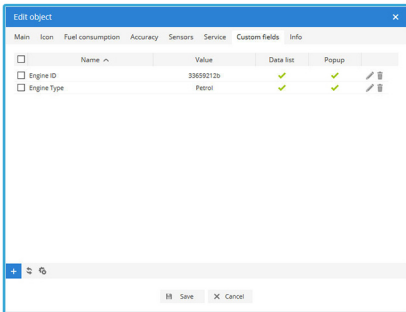 Edit object
Main Icon Fuel consumption Accuracy Sensors Service Custom fields Info
Name Value Data list Popup
Engine ID 33659212b
Engine Type Petrol
Save Cancel